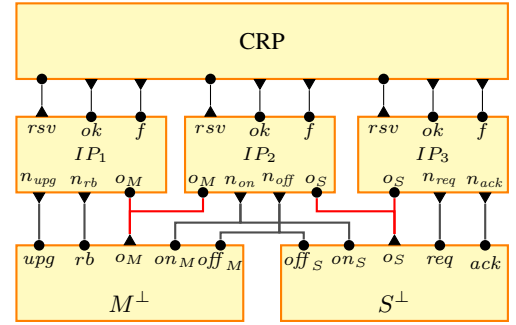 CRP
rsv ok f rsv ok f rsv ok f
IP₁ IP₂ IP₃
n_upg n_rb o_M o_M n_on n_off o_S o_S n_req n_ack
upg rb o_M on_M off_M off_S on_S o_S req ack
M^⊥ S^⊥